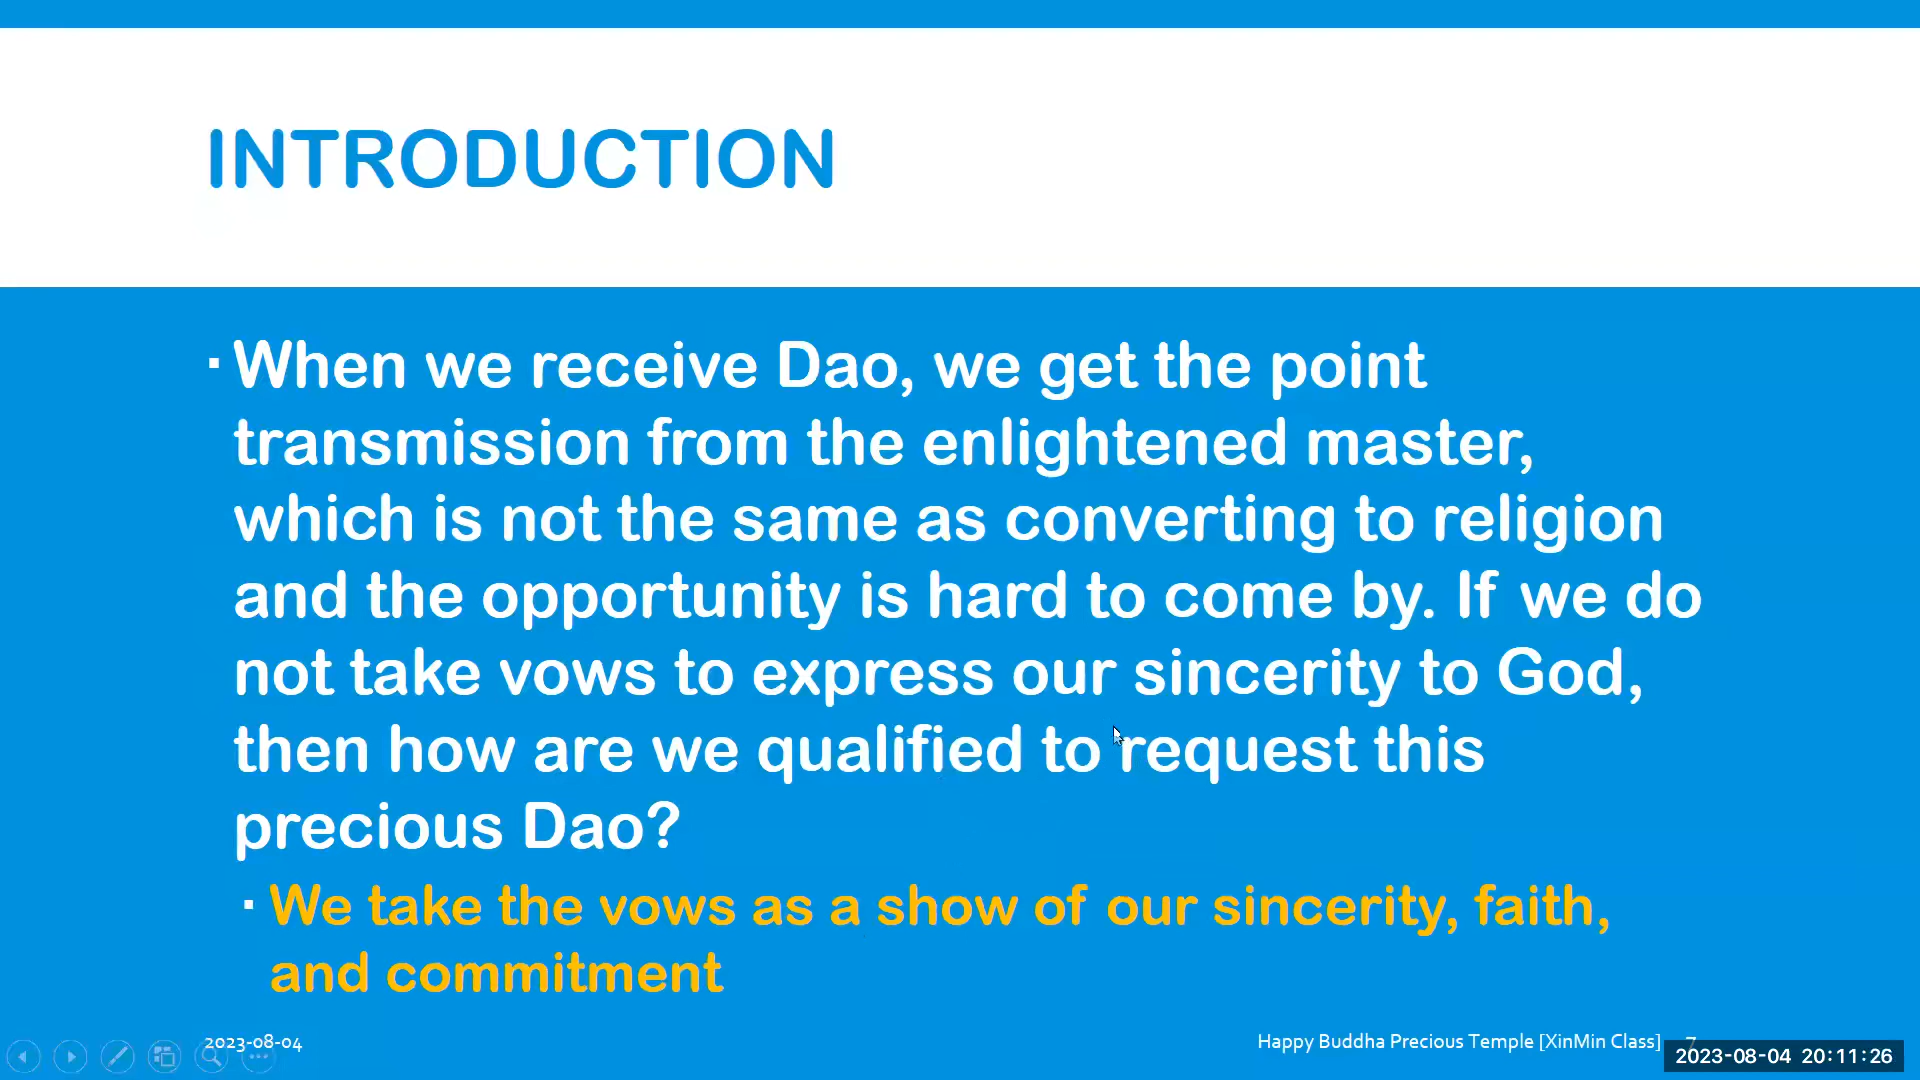 INTRODUCTION
▪ When we receive Dao, we get the point
transmission from the enlightened master,
which is not the same as converting to religion
and the opportunity is hard to come by. If we do
not take vows to express our sincerity to God,
then how are we qualified to request this
precious Dao?
▪ We take the vows as a show of our sincerity, faith,
and commitment
2023-08-04
Happy Buddha Precious Temple [XinMin Class] 7
2023-08-04 20:11:26